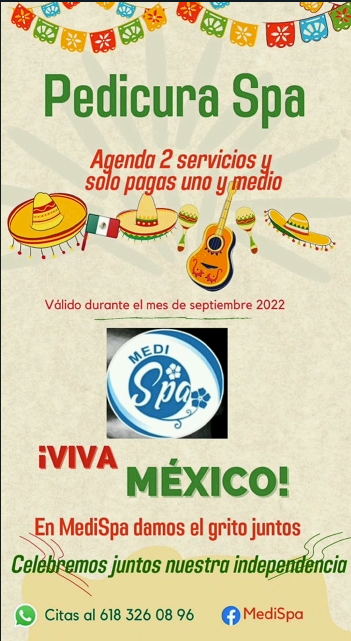 Pedicura Spa
Agenda 2 servicios y
solo pagas uno y medio
Válido durante el mes de septiembre 2022
MEDI
Spa
¡VIVA
MÉXICO!
En MediSpa damos el grito juntos
Celebremos juntos nuestra independencia
Citas al 618 326 08 96
MediSpa